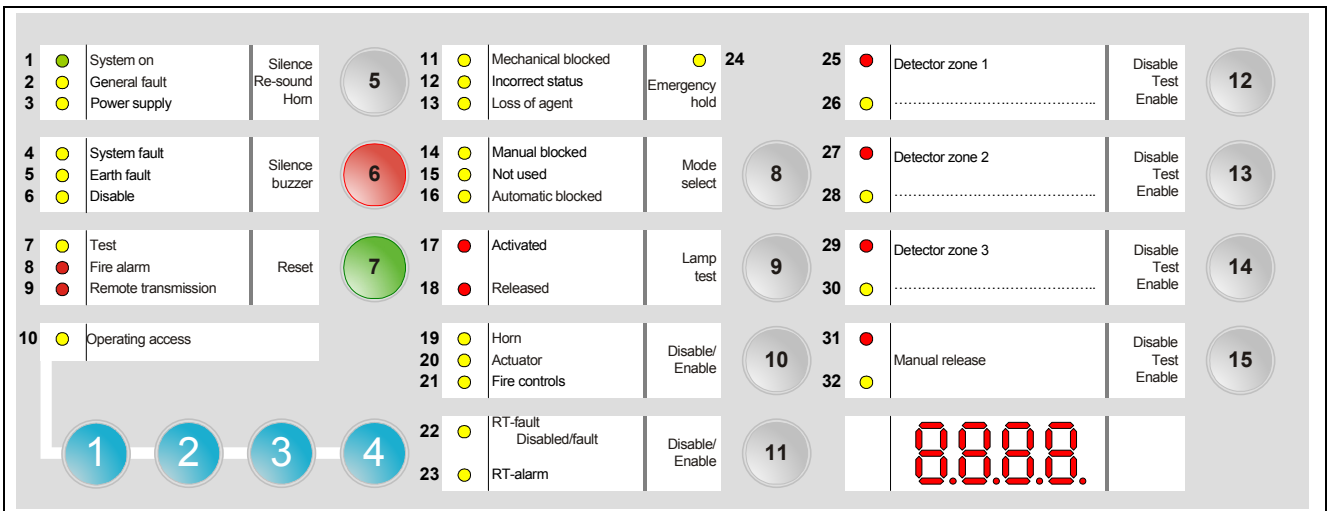 1 System on
2 General fault
3 Power supply
Silence
Re-sound
Horn
5
4 System fault
5 Earth fault
6 Disable
Silence
buzzer
6
7 Test
8 Fire alarm
9 Remote transmission
Reset
7
10 Operating access
1 2 3 4
11 Mechanical blocked
12 Incorrect status
13 Loss of agent
24
Emergency
hold
14 Manual blocked
15 Not used
16 Automatic blocked
Mode
select
8
17 Activated
18 Released
Lamp
test
9
19 Horn
20 Actuator
21 Fire controls
Disable/
Enable
10
22 RT-fault
Disabled/fault
23 RT-alarm
Disable/
Enable
11
25 Detector zone 1
26 ..........................................
Disable
Test
Enable
12
27 Detector zone 2
28 ..........................................
Disable
Test
Enable
13
29 Detector zone 3
30 ..........................................
Disable
Test
Enable
14
31
Manual release
32
Disable
Test
Enable
15
8.8.8.8.